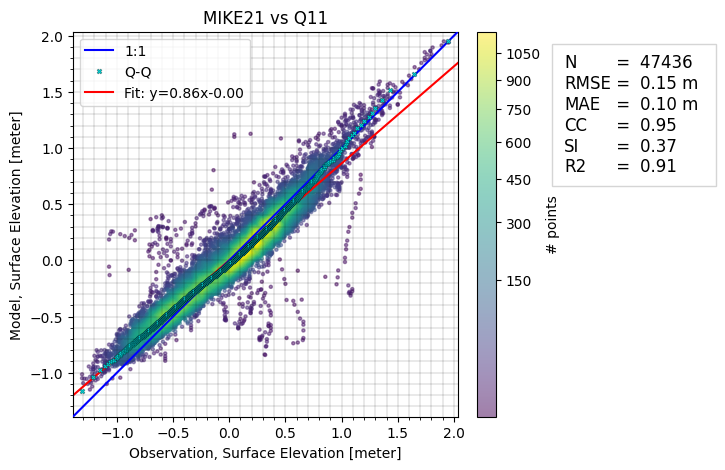 MIKE21 vs Q11
1:1
Q-Q
Fit: y=0.86x-0.00
2.0
1.5
1.0
0.5
0.0
−0.5
−1.0
Model, Surface Elevation [meter]
−1.0 −0.5 0.0 0.5 1.0 1.5 2.0
Observation, Surface Elevation [meter]
1050
900
750
600
450
300
150
# points
N = 47436
RMSE = 0.15 m
MAE = 0.10 m
CC = 0.95
SI = 0.37
R2 = 0.91